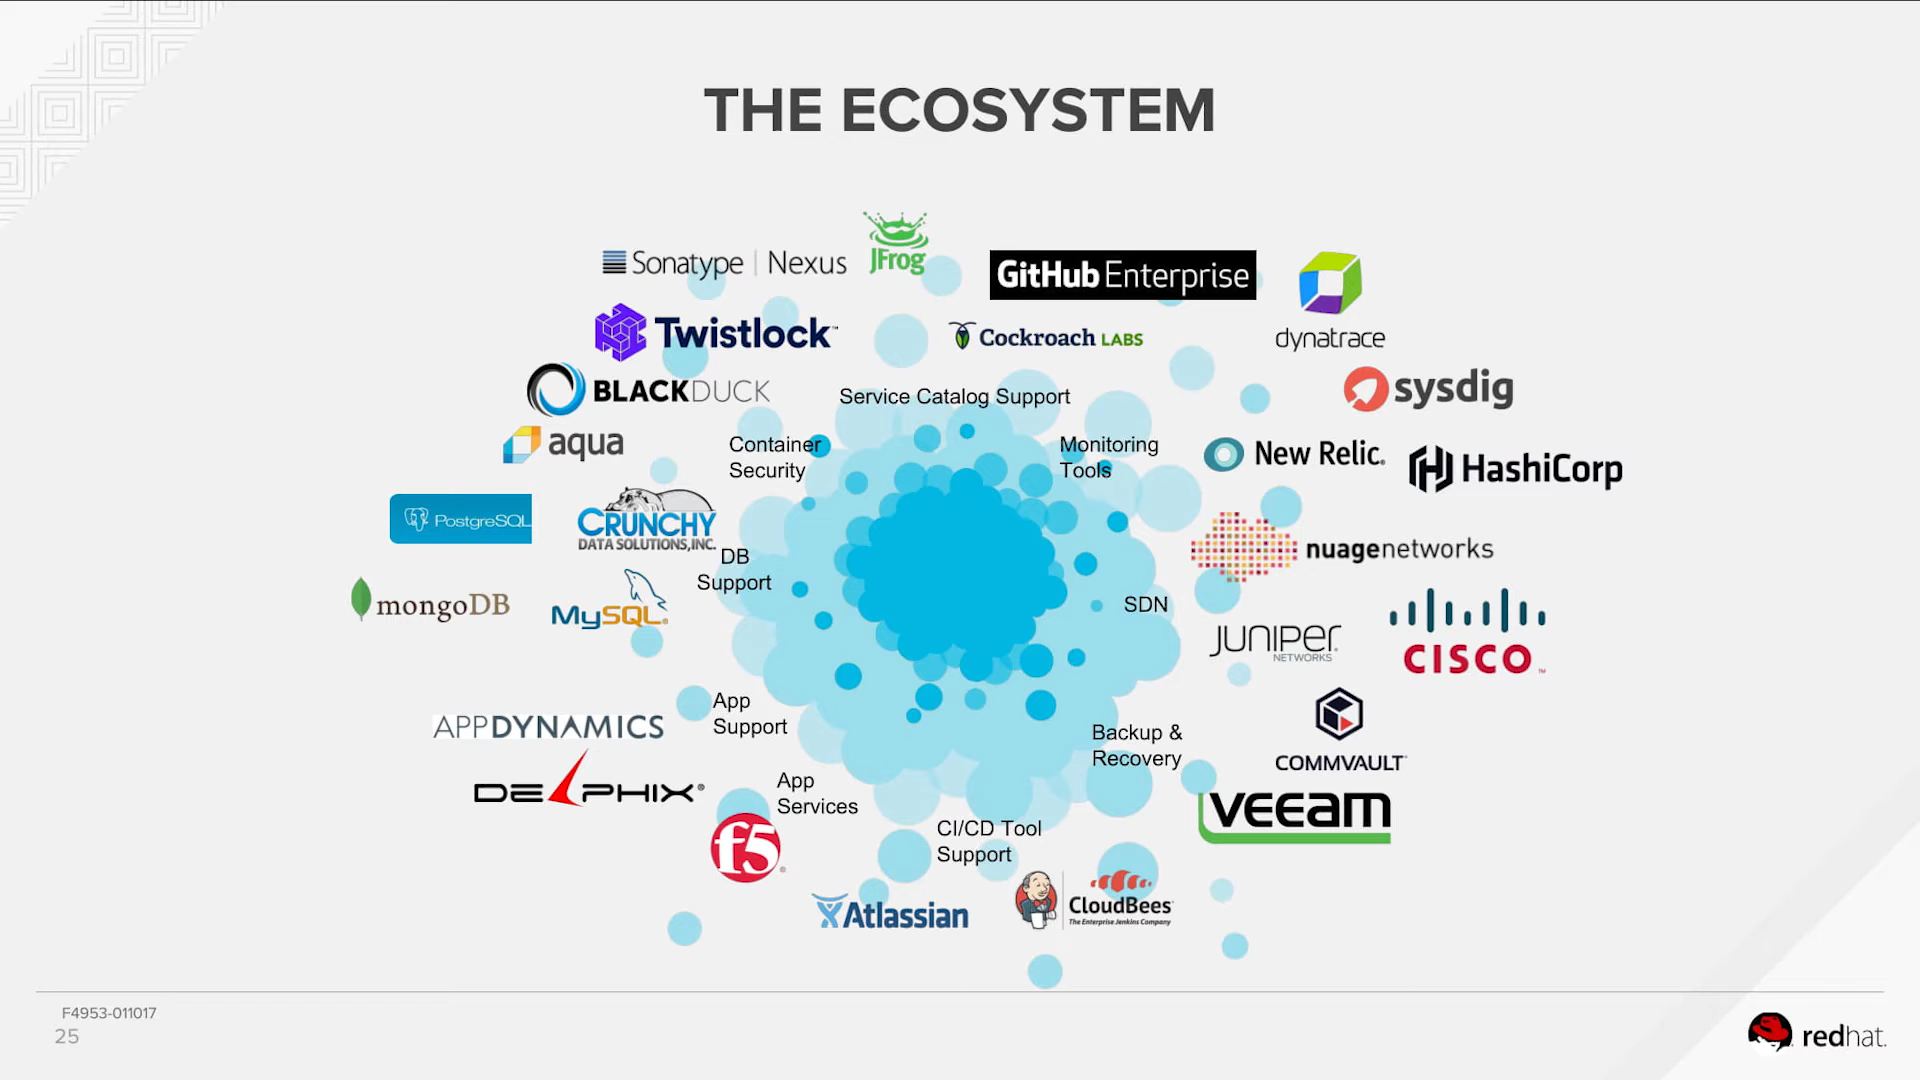 THE ECOSYSTEM
Sonatype | Nexus
JFrog
GitHub Enterprise
dynatrace
Twistlock™
Cockroach LABS
BLACKDUCK
Service Catalog Support
sysdig
aqua
Container
Security
Monitoring
Tools
New Relic.
HashiCorp
PostgreSQL
CRUNCHY
DATA SOLUTIONS, INC.
DB
Support
nuagenetworks
mongoDB
MySQL®
SDN
JUNIPEr
NETWORKS
CISCO™
APPDYNAMICS
App
Support
Backup &
Recovery
COMMVAULT
DELPHIX®
App
Services
veeam
f5®
CI/CD Tool
Support
Atlassian
CloudBees
The Enterprise Jenkins Company
F4953-011017
25
redhat.